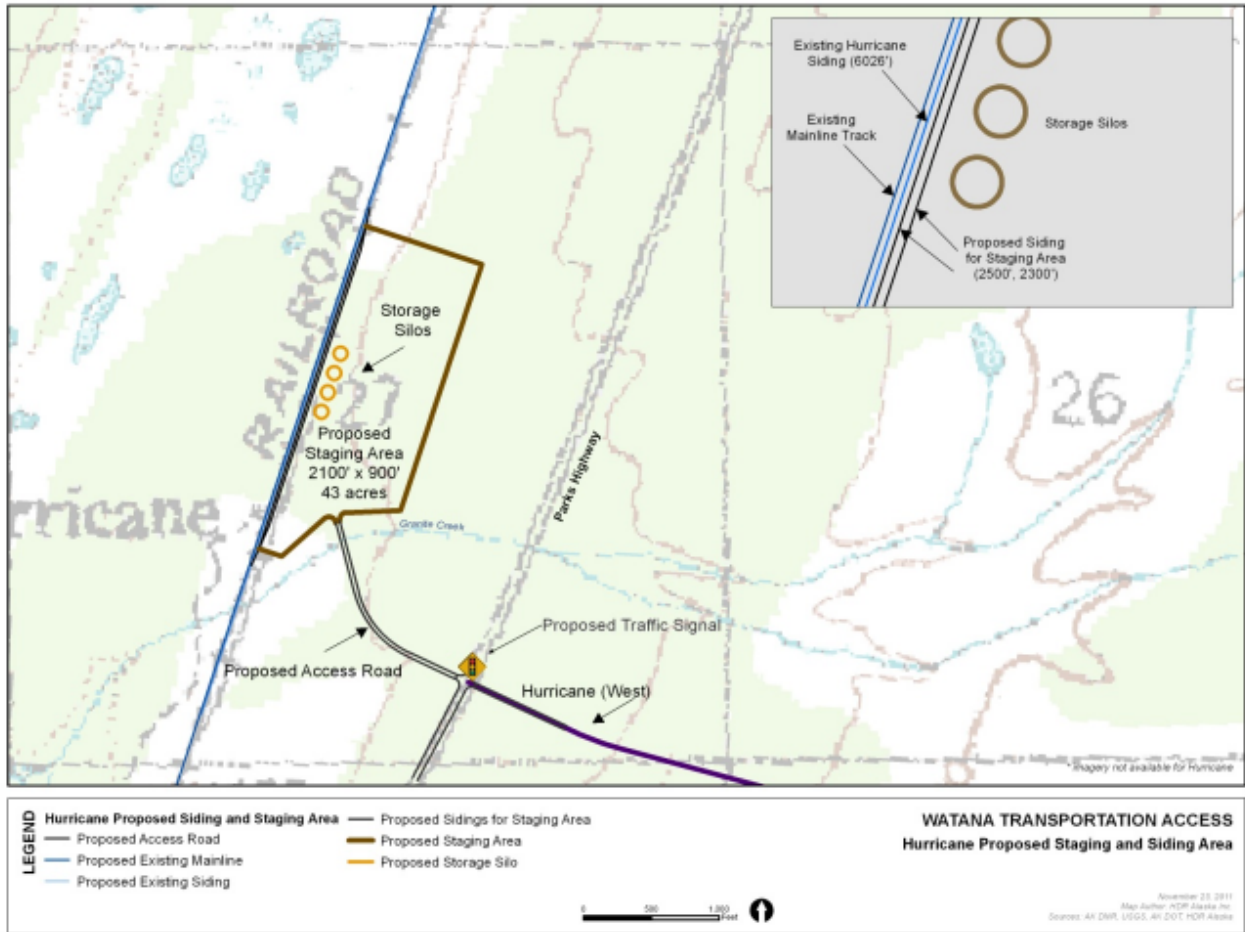 Existing Hurricane
Siding (6026')
Existing
Mainline Track
Storage Silos
Proposed Siding
for Staging Area
(2500', 2300')
RAILROAD
Storage
Silos
27
26
Proposed
Staging Area
2100' x 900'
43 acres
rricane
Granite Creek
Parks Highway
Proposed Traffic Signal
Proposed Access Road
Hurricane (West)
* Imagery not available for Hurricane
LEGEND
Hurricane Proposed Siding and Staging Area
Proposed Access Road
Proposed Existing Mainline
Proposed Existing Siding
Proposed Sidings for Staging Area
Proposed Staging Area
Proposed Storage Silo
0 500 1,000
Feet
WATANA TRANSPORTATION ACCESS
Hurricane Proposed Staging and Siding Area
November 23, 2011
Map Author: HDR Alaska Inc.
Sources: AK DNR, USGS, AK DOT, HDR Alaska